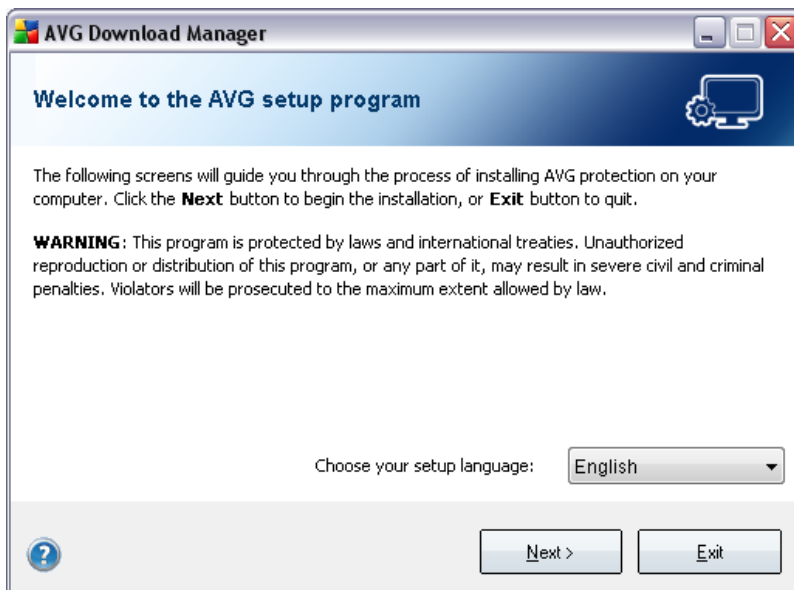 AVG Download Manager
Welcome to the AVG setup program
The following screens will guide you through the process of installing AVG protection on your
computer. Click the Next button to begin the installation, or Exit button to quit.
WARNING: This program is protected by laws and international treaties. Unauthorized
reproduction or distribution of this program, or any part of it, may result in severe civil and criminal
penalties. Violators will be prosecuted to the maximum extent allowed by law.
Choose your setup language: English
? Next > Exit